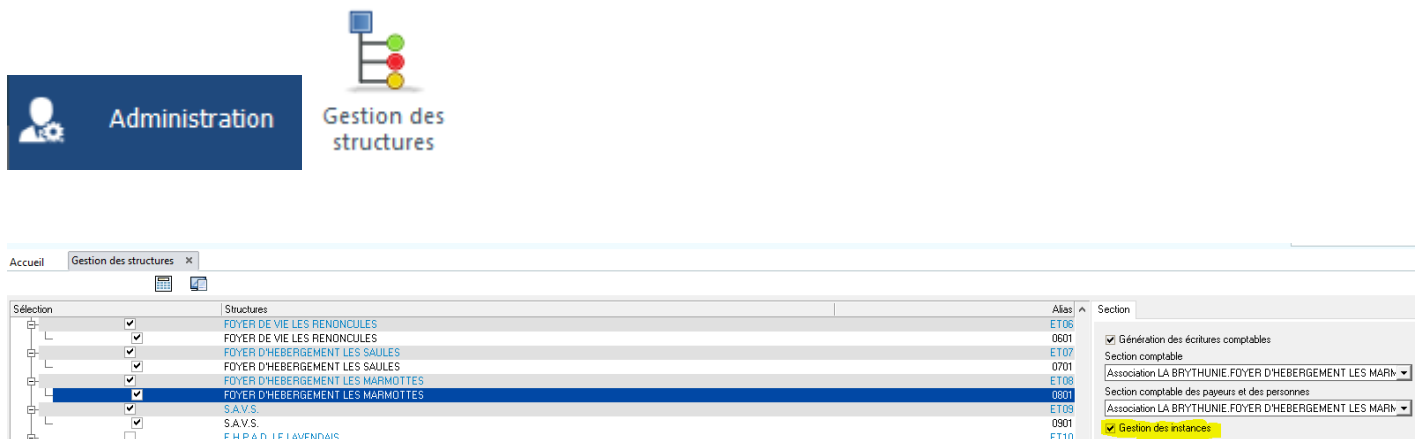 Administration
Gestion des
structures
Accueil Gestion des structures ×
Sélection Structures Alias Section
FOYER DE VIE LES RENONCULES ET06
FOYER DE VIE LES RENONCULES 0601 Génération des écritures comptables
FOYER D'HEBERGEMENT LES SAULES ET07 Section comptable
FOYER D'HEBERGEMENT LES SAULES 0701 Association LA BRYTHUNIE.FOYER D'HEBERGEMENT LES MARM
FOYER D'HEBERGEMENT LES MARMOTTES ET08
FOYER D'HEBERGEMENT LES MARMOTTES 0801 Section comptable des payeurs et des personnes
S.A.V.S. ET09 Association LA BRYTHUNIE.FOYER D'HEBERGEMENT LES MARM
S.A.V.S. 0901 Gestion des instances
E.H.P.A.D. LE LAVENDAIS ET10